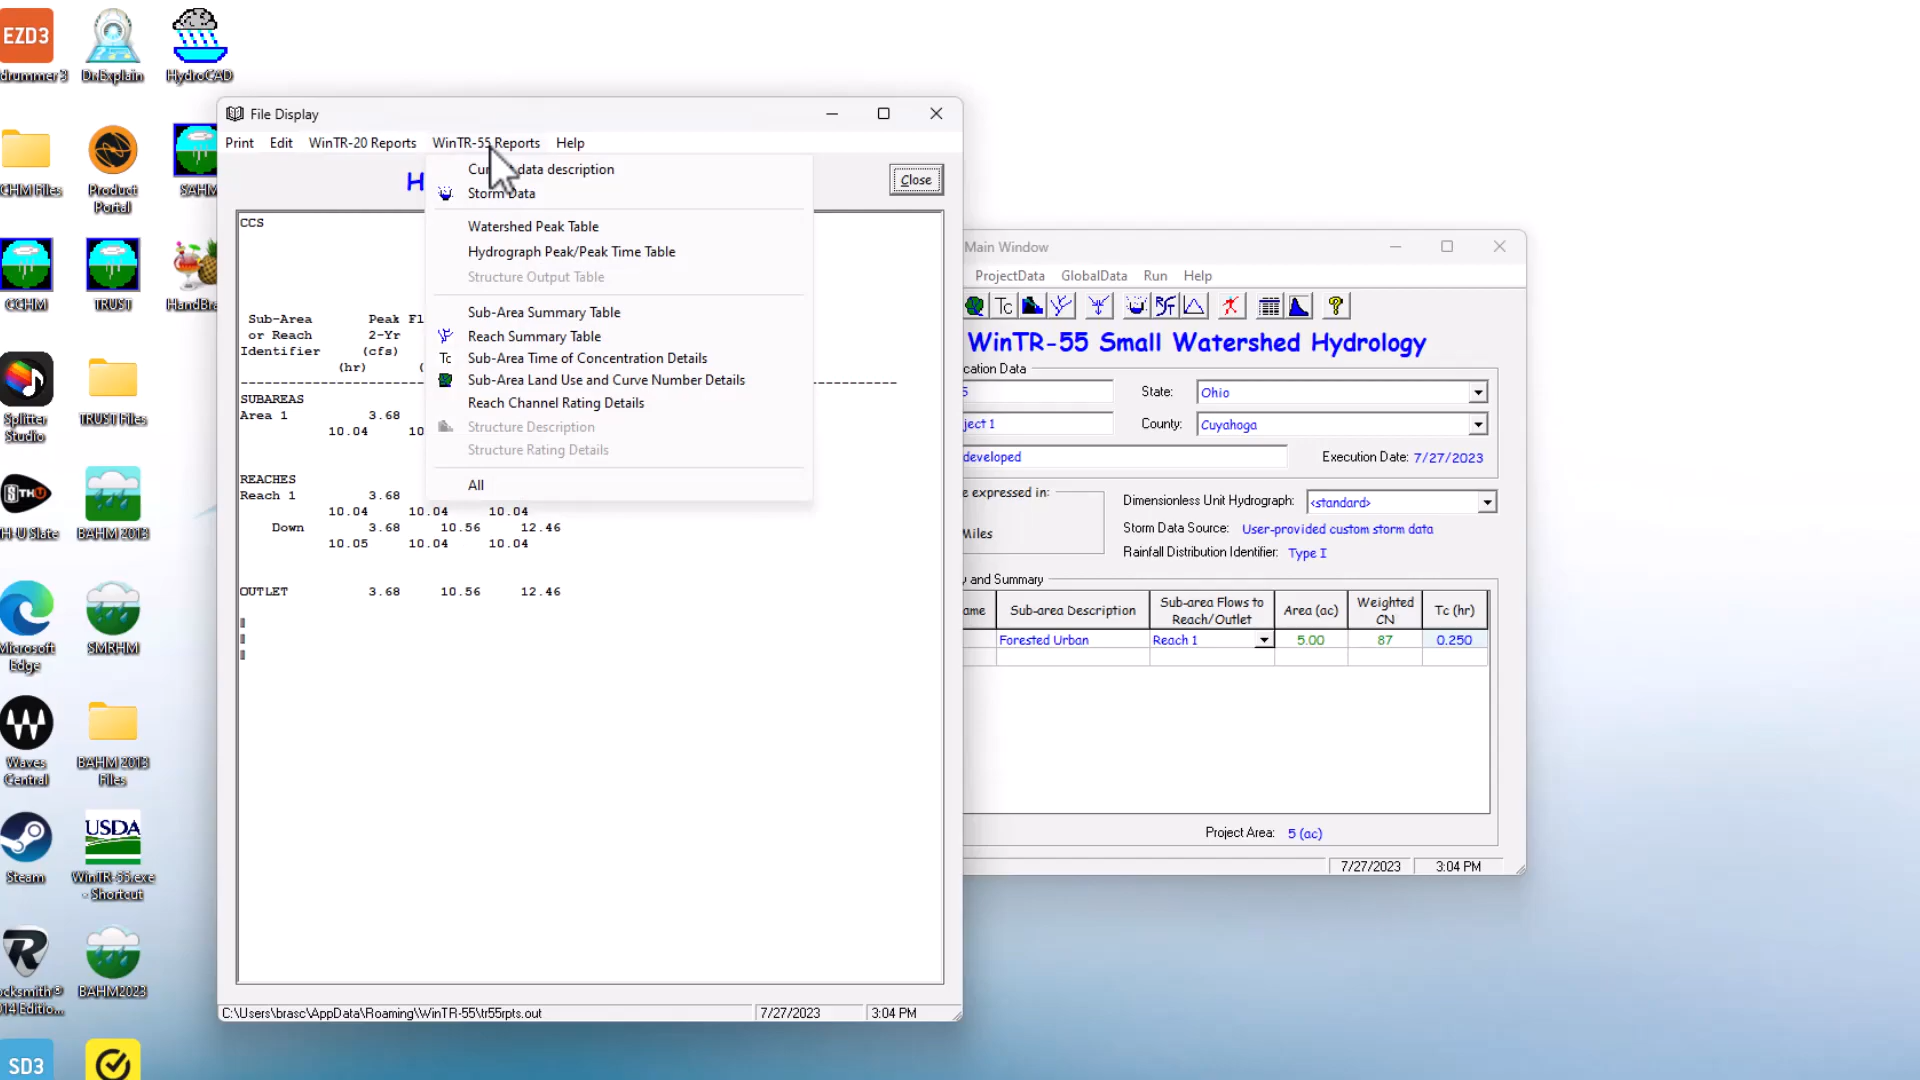 EZD3
DrExplain
HydroCAD
CHM Files
Product
Portal
SAHM
CCHM
TRUST
Splitter
Studio
TRUST Files
BAHM 2013
Microsoft
Edge
SMRHM
Waves
Central
BAHM 2013
Files
Steam
USDA
WinTR-55.exe
- Shortcut
BAHM2023
SD3
File Display
Print Edit WinTR-20 Reports WinTR-55 Reports Help
Close
data description
Storm Data
Watershed Peak Table
Hydrograph Peak/Peak Time Table
Structure Output Table
Sub-Area Summary Table
Reach Summary Table
Tc Sub-Area Time of Concentration Details
Sub-Area Land Use and Curve Number Details
Reach Channel Rating Details
Structure Description
Structure Rating Details
All
CCS
Sub-Area Peak
or Reach 2-Yr
Identifier (cfs)
(hr)
SUBAREAS
Area 1 3.68
10.04
REACHES
Reach 1 3.68
10.04 10.04 10.04
Down 3.68 10.56 12.46
10.05 10.04 10.04
OUTLET 3.68 10.56 12.46
C:\Users\brasc\AppData\Roaming\WinTR-55\tr55rpts.out 7/27/2023 3:04 PM
Main Window
ProjectData GlobalData Run Help
Tc
WinTR-55 Small Watershed Hydrology
State: Ohio
County: Cuyahoga
developed Execution Date: 7/27/2023
expressed in:
Miles
Dimensionless Unit Hydrograph: <standard>
Storm Data Source: User-provided custom storm data
Rainfall Distribution Identifier: Type I
and Summary
Sub-area Description Sub-area Flows to Reach/Outlet Area (ac) Weighted CN Tc (hr)
Forested Urban Reach 1 5.00 87 0.250
Project Area: 5 (ac)
7/27/2023 3:04 PM